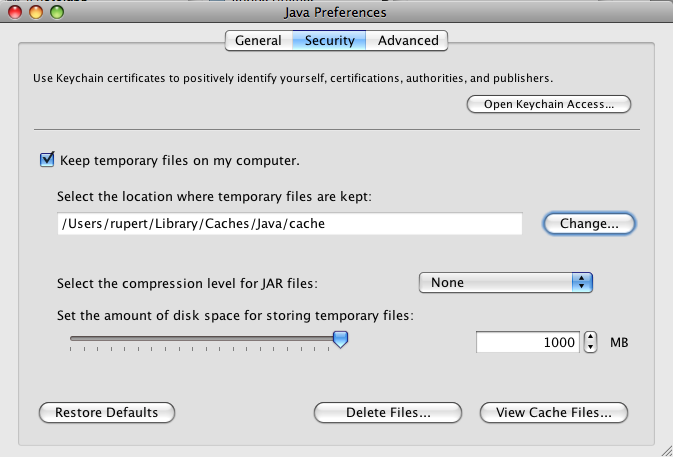 Java Preferences
General Security Advanced
Use Keychain certificates to positively identify yourself, certifications, authorities, and publishers.
Open Keychain Access...
Keep temporary files on my computer.
Select the location where temporary files are kept:
/Users/rupert/Library/Caches/Java/cache Change...
Select the compression level for JAR files: None
Set the amount of disk space for storing temporary files:
1000 MB
Restore Defaults Delete Files... View Cache Files...